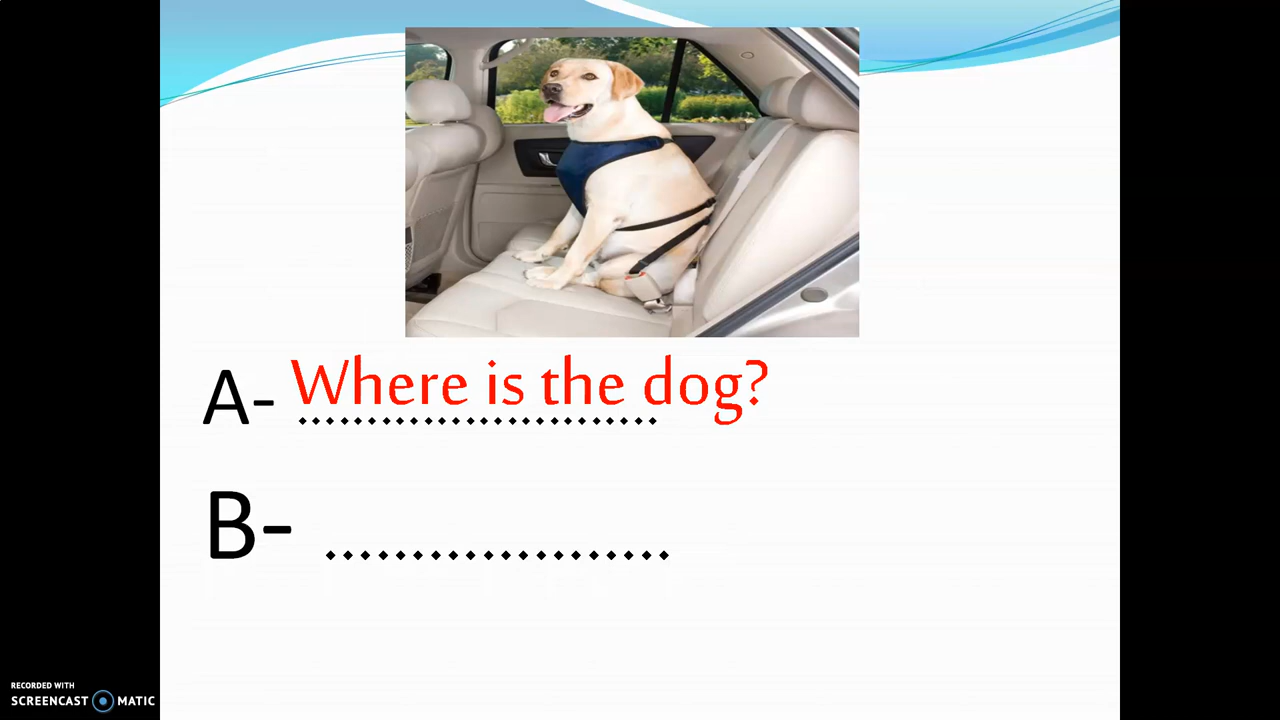 A- Where is the dog?
........................
B- ...................
RECORDED WITH
SCREENCAST MATIC